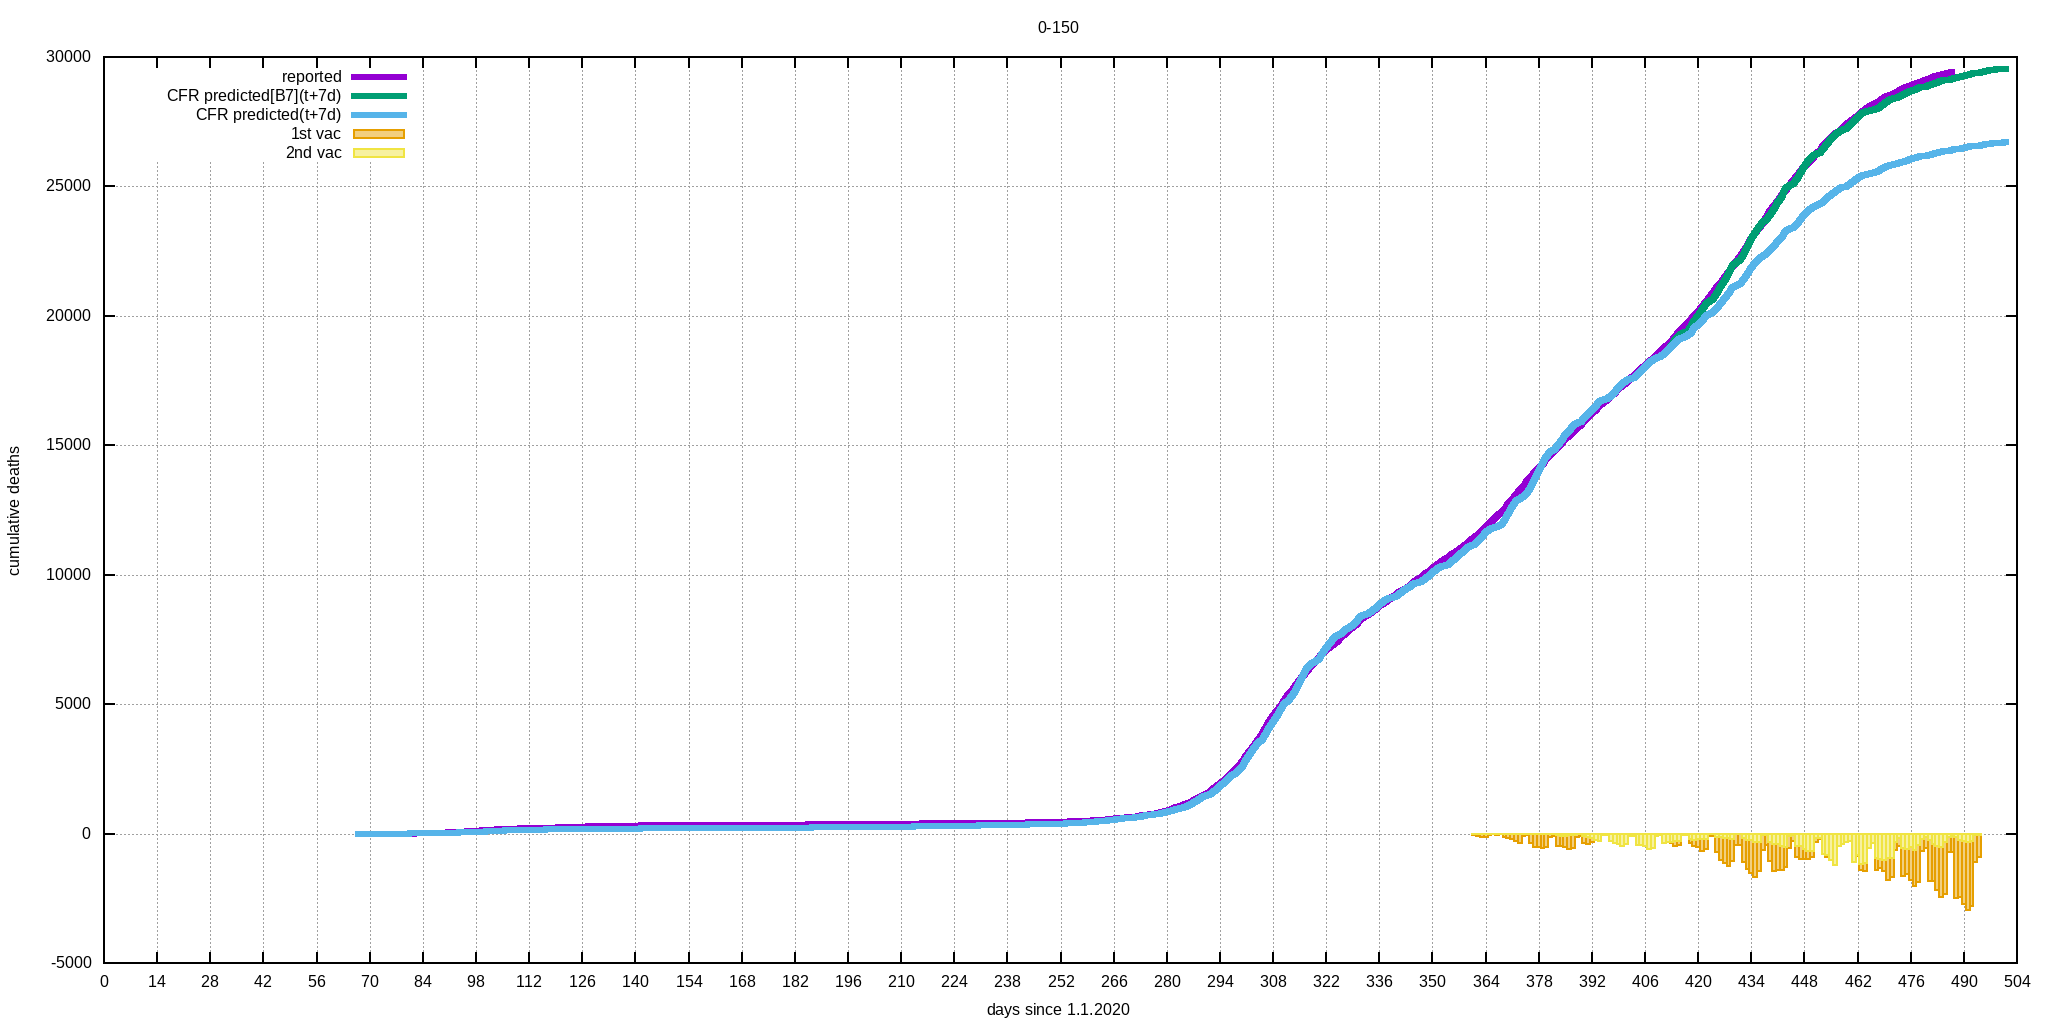 0-150
30000
25000
20000
15000
10000
5000
0
-5000
cumulative deaths
reported
CFR predicted[B7](t+7d)
CFR predicted(t+7d)
1st vac
2nd vac
0 14 28 42 56 70 84 98 112 126 140 154 168 182 196 210 224 238 252 266 280 294 308 322 336 350 364 378 392 406 420 434 448 462 476 490 504
days since 1.1.2020